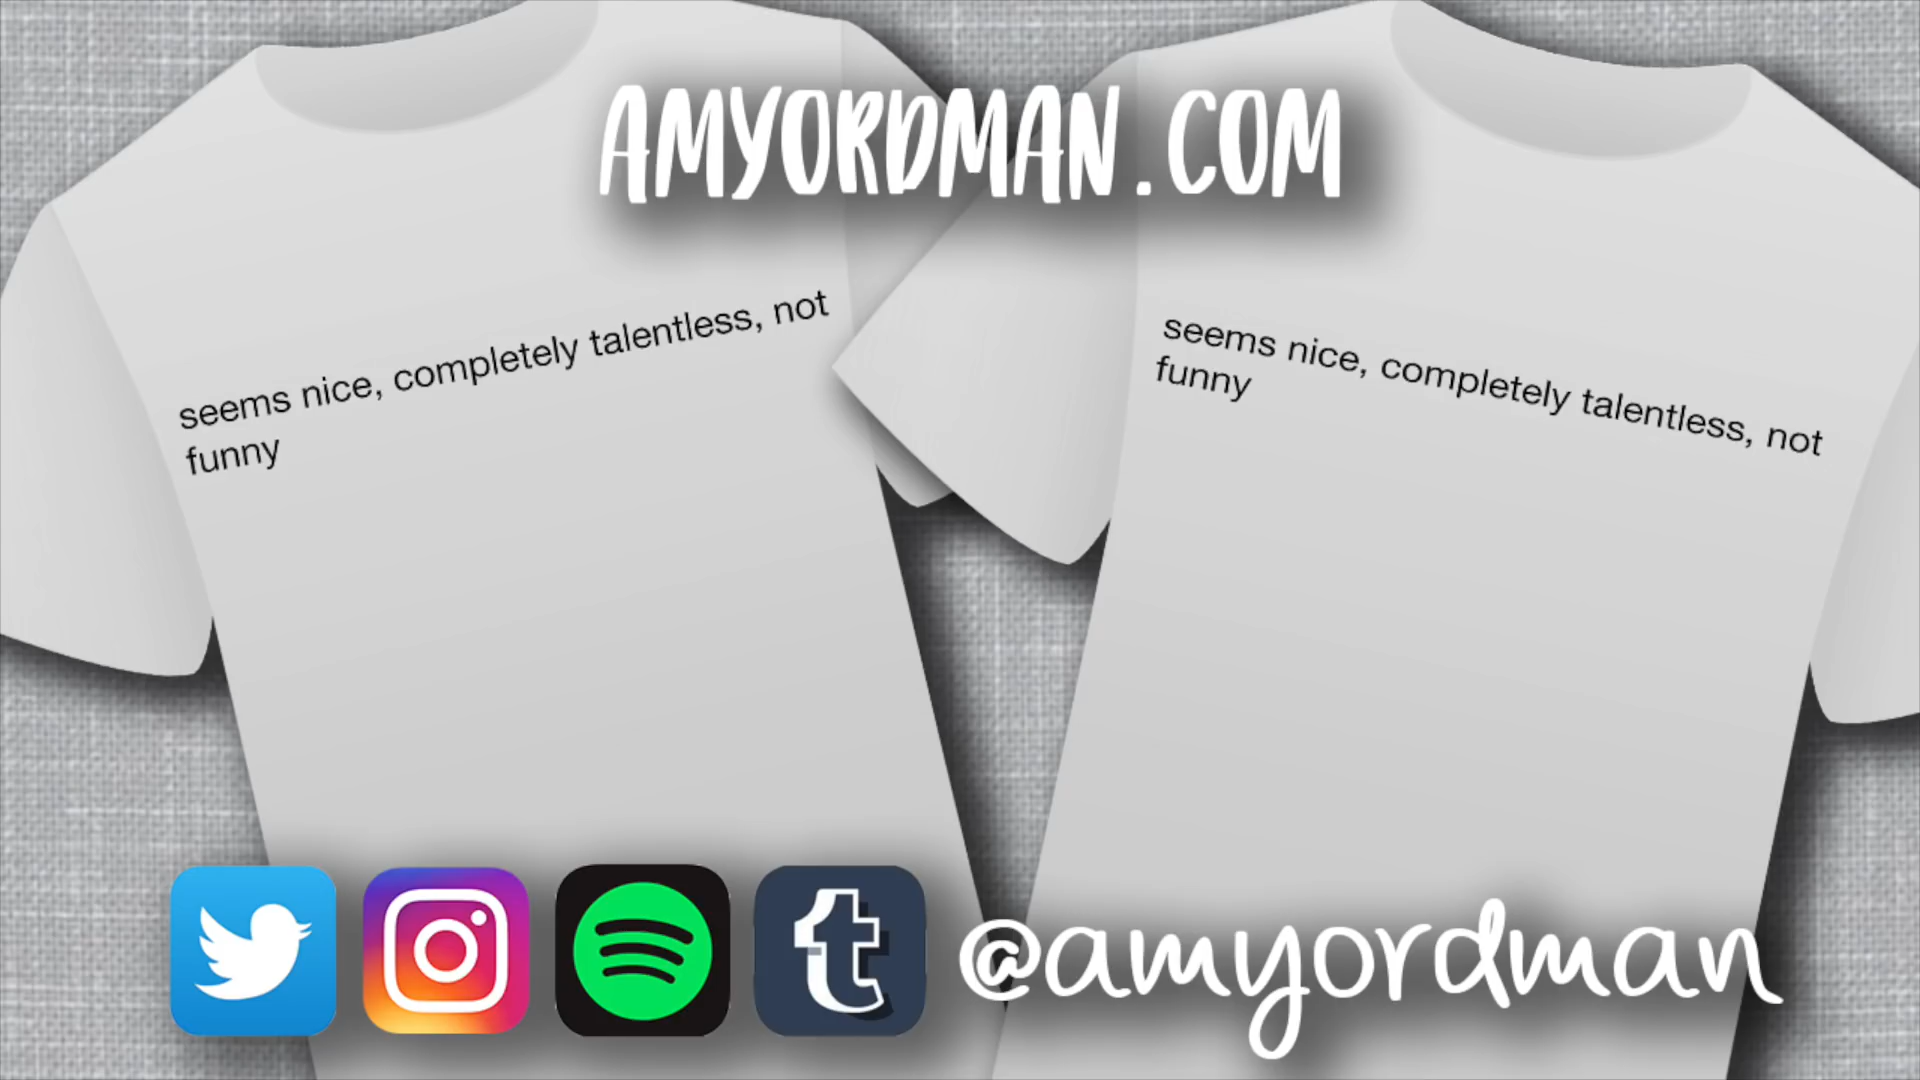 AMYORDMAN.COM
seems nice, completely talentless, not
funny
seems nice, completely talentless, not
funny
t
@amyordman